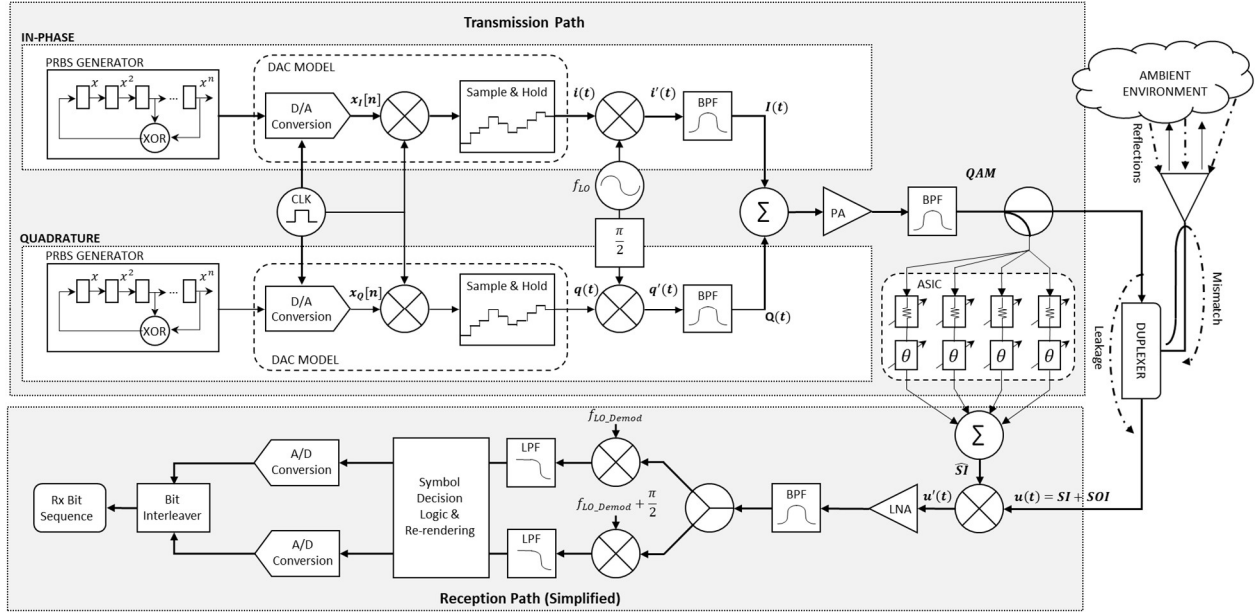 Transmission Path
IN-PHASE
PRBS GENERATOR
x x² xⁿ
...
XOR
DAC MODEL
D/A
Conversion
x_I[n]
Sample & Hold
i(t)
i′(t)
BPF
I(t)
f_LO
CLK
π
2
QUADRATURE
PRBS GENERATOR
x x² xⁿ
...
XOR
D/A
Conversion
x_Q[n]
Sample & Hold
DAC MODEL
q(t)
q′(t)
BPF
Q(t)
Σ
PA
BPF
QAM
ASIC
θ θ θ θ
AMBIENT
ENVIRONMENT
Reflections
Mismatch
DUPLEXER
Leakage
Σ
S͡I
u(t) = SI + SOI
u′(t)
LNA
BPF
f_LO_Demod
f_LO_Demod + π/2
LPF
LPF
Symbol
Decision
Logic &
Re-rendering
A/D
Conversion
A/D
Conversion
Bit
Interleaver
Rx Bit
Sequence
Reception Path (Simplified)